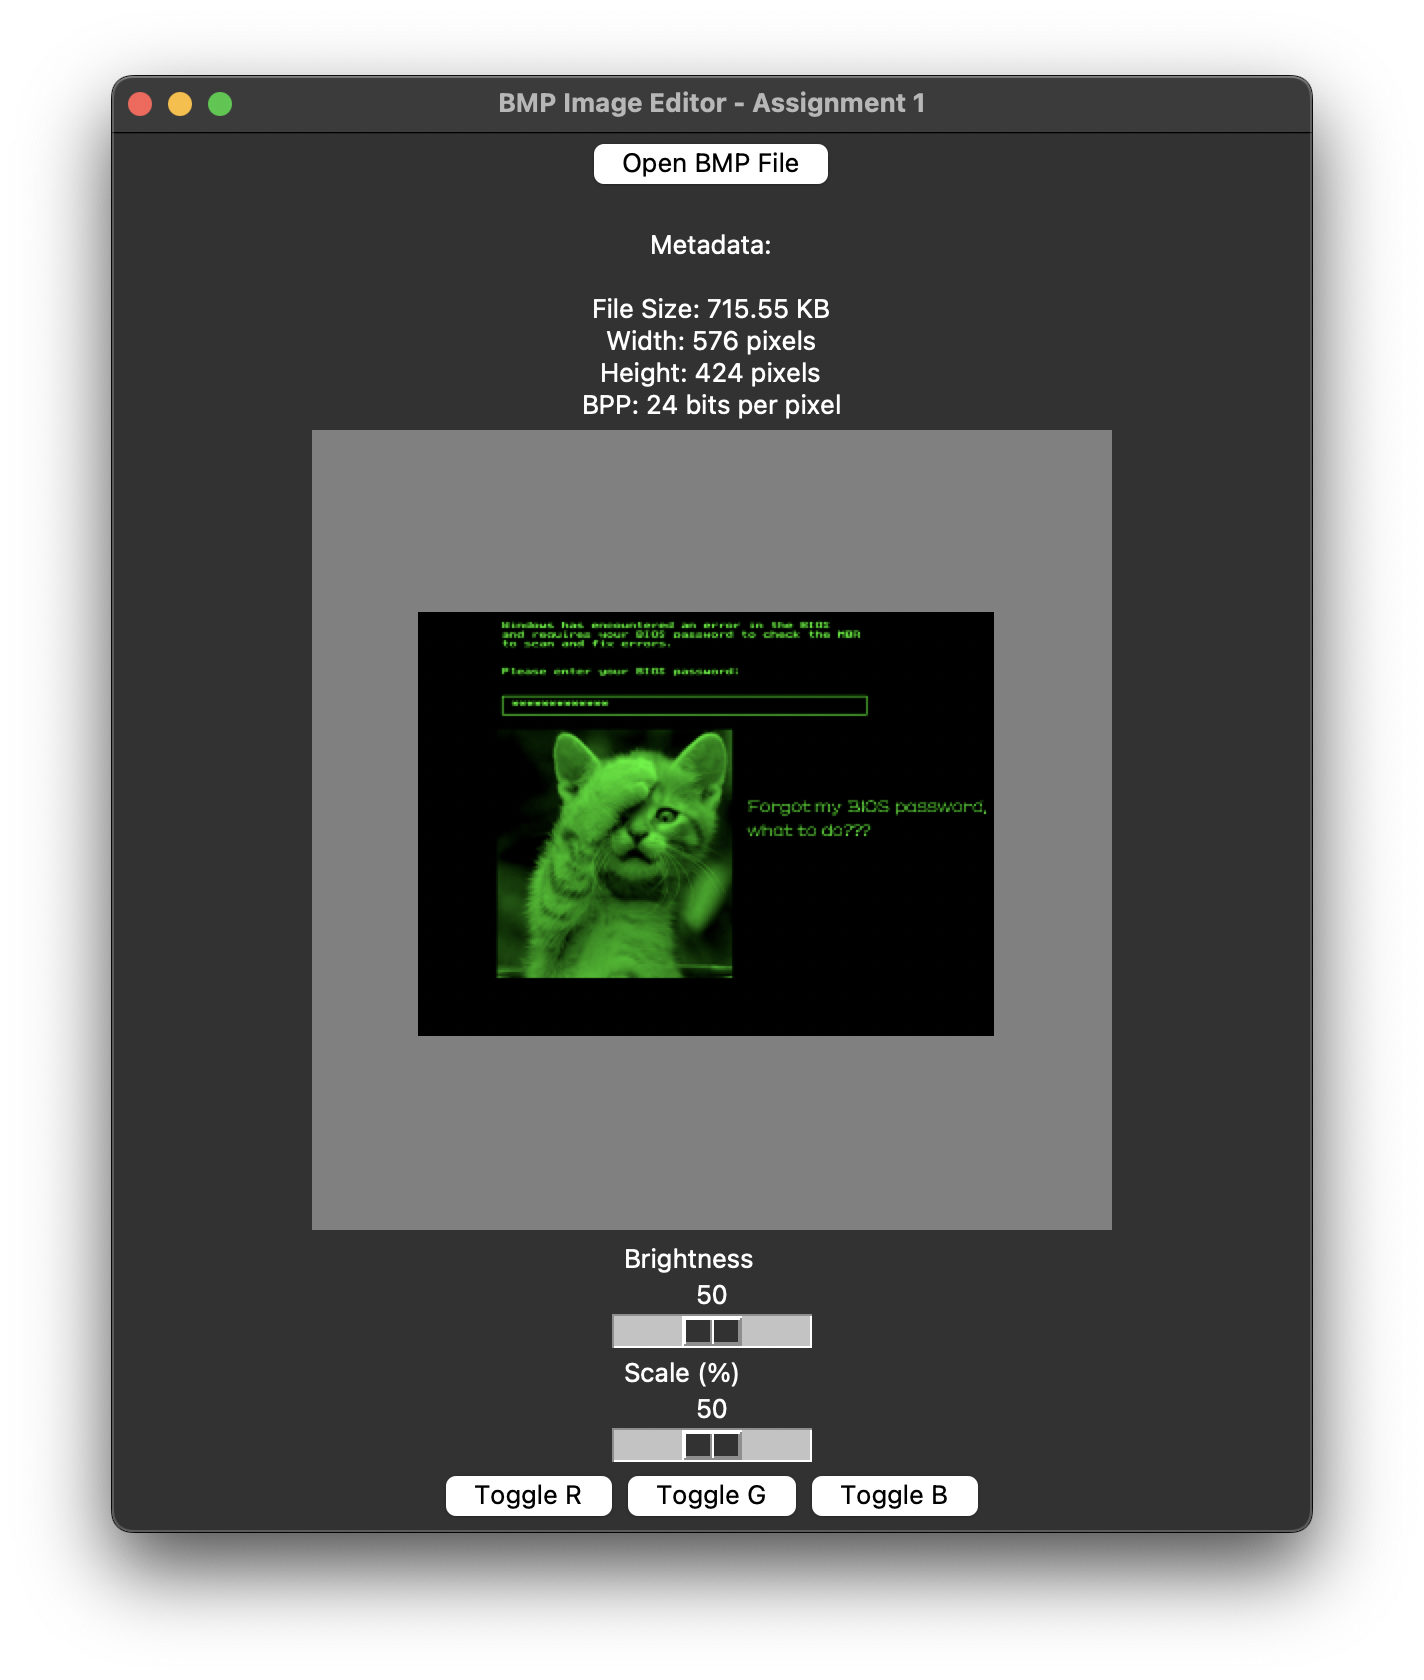 BMP Image Editor - Assignment 1
Open BMP File
Metadata:
File Size: 715.55 KB
Width: 576 pixels
Height: 424 pixels
BPP: 24 bits per pixel
Windows has encountered an error in the BIOS
and requires your BIOS password to check the MBR
to scan and fix errors.
Please enter your BIOS password:
*************
Forgot my BIOS password,
what to do???
Brightness
50
Scale (%)
50
Toggle R
Toggle G
Toggle B